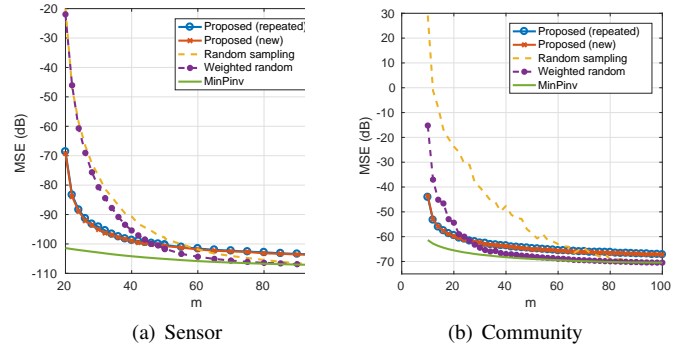 -20
-30
-40
-50
-60
-70
-80
-90
-100
-110
MSE (dB)
20
40
60
80
m
Proposed (repeated)
Proposed (new)
Random sampling
Weighted random
MinPinv
(a) Sensor
30
20
10
0
-10
-20
-30
-40
-50
-60
-70
MSE (dB)
0
20
40
60
80
100
m
Proposed (repeated)
Proposed (new)
Random sampling
Weighted random
MinPinv
(b) Community